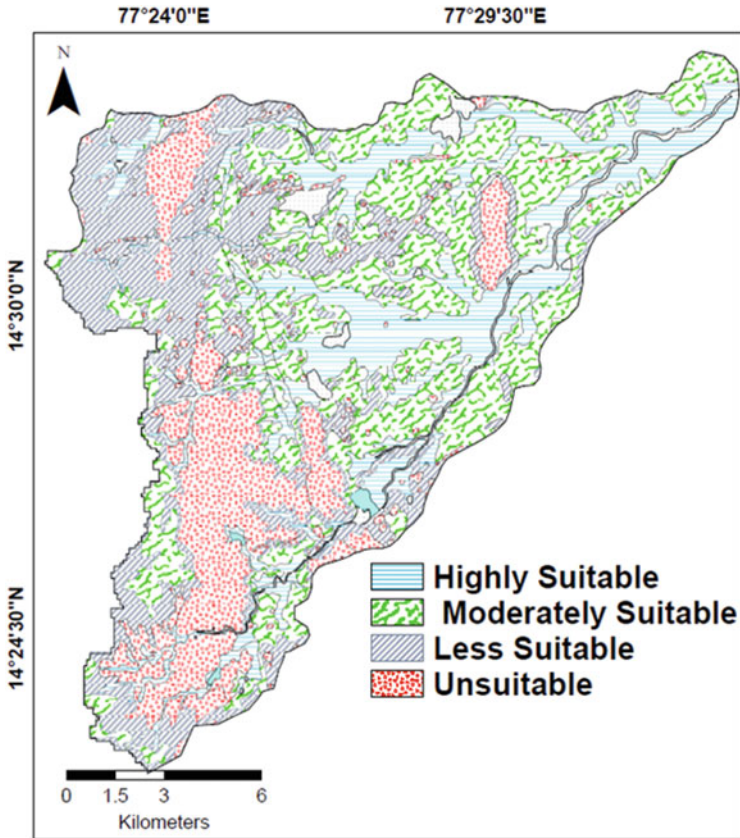 77°24'0"E
77°29'30"E
N
14°30'0"N
14°24'30"N
Highly Suitable
Moderately Suitable
Less Suitable
Unsuitable
0 1.5 3 6
Kilometers